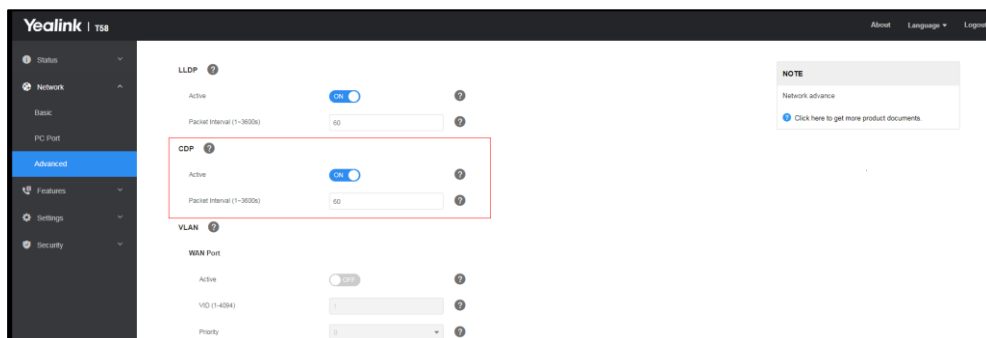 Yealink | T58
About Language Logout
Status
Network
Basic
PC Port
Advanced
Features
Settings
Security
LLDP
Active ON
Packet Interval (1~3600s) 60
CDP
Active ON
Packet Interval (1~3600s) 60
VLAN
WAN Port
Active OFF
VID (1-4094) 1
Priority 0
NOTE
Network advance
Click here to get more product documents.